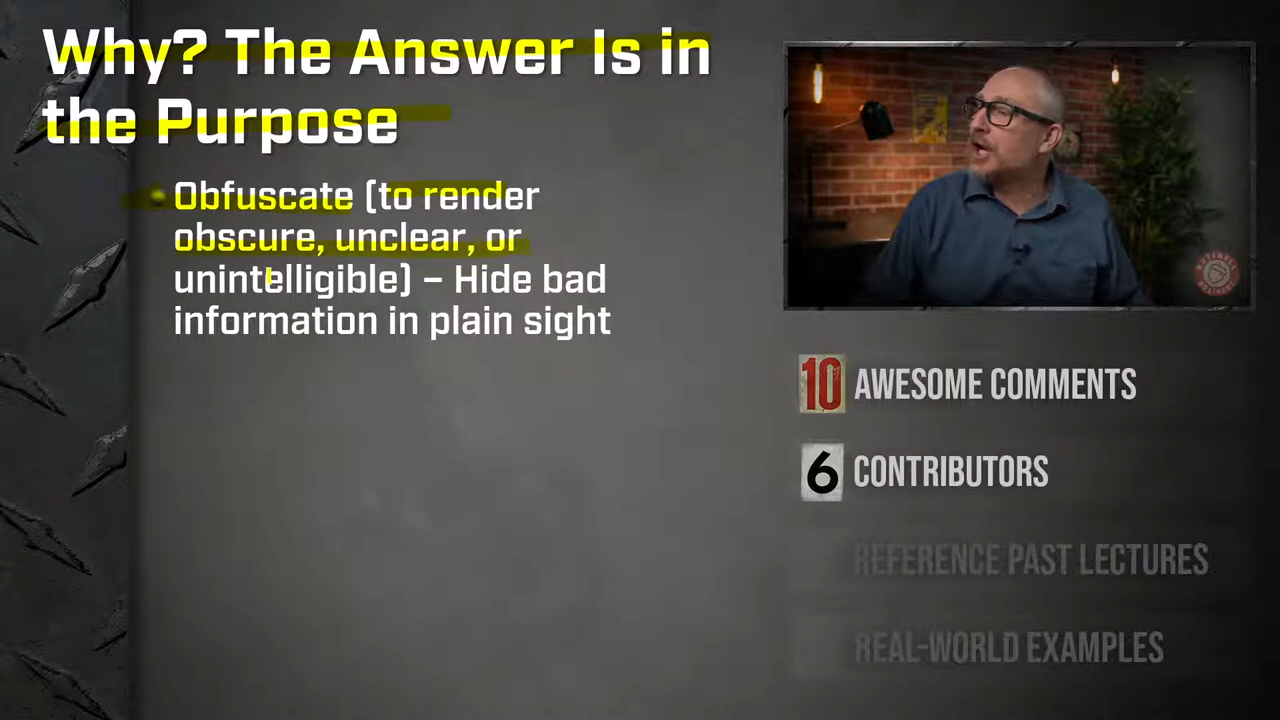 Why? The Answer Is in
the Purpose
Obfuscate (to render
obscure, unclear, or
unintelligible) – Hide bad
information in plain sight
10 AWESOME COMMENTS
6 CONTRIBUTORS
REFERENCE PAST LECTURES
REAL-WORLD EXAMPLES